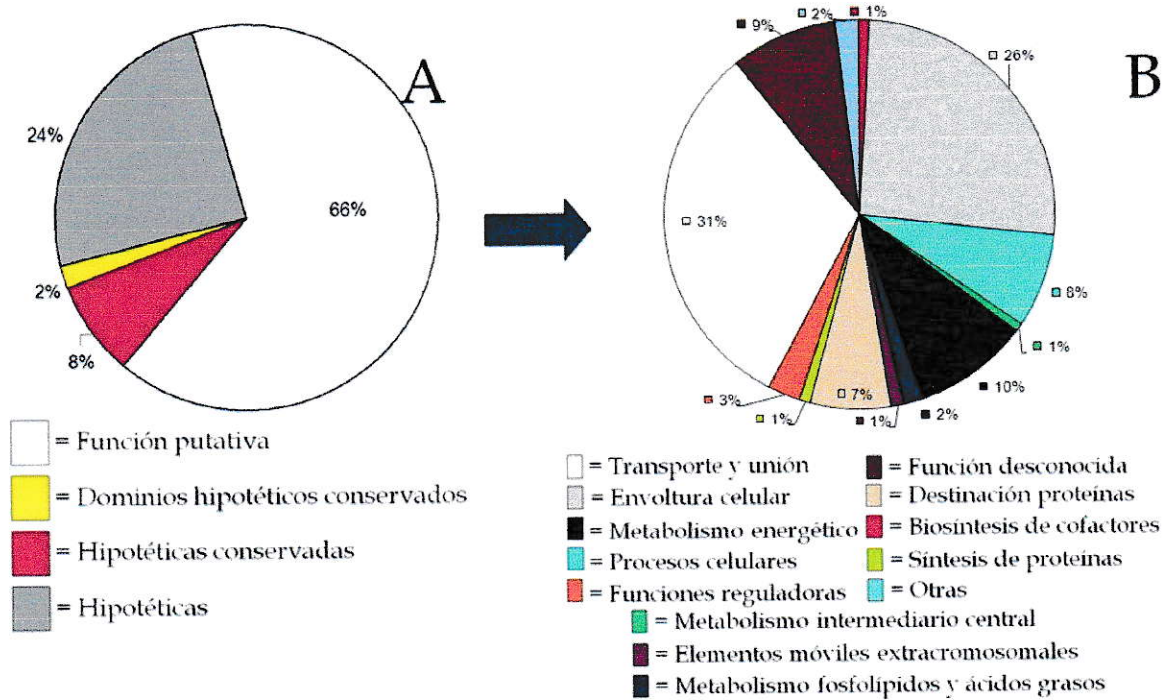 A
24%
66%
2%
8%
= Función putativa
= Dominios hipotéticos conservados
= Hipotéticas conservadas
= Hipotéticas
B
9%
2%
1%
26%
31%
8%
1%
10%
2%
1%
7%
1%
3%
= Transporte y unión
= Envoltura celular
= Metabolismo energético
= Procesos celulares
= Funciones reguladoras
= Función desconocida
= Destinación proteínas
= Biosíntesis de cofactores
= Síntesis de proteínas
= Otras
= Metabolismo intermediario central
= Elementos móviles extracromosomales
= Metabolismo fosfolípidos y ácidos grasos